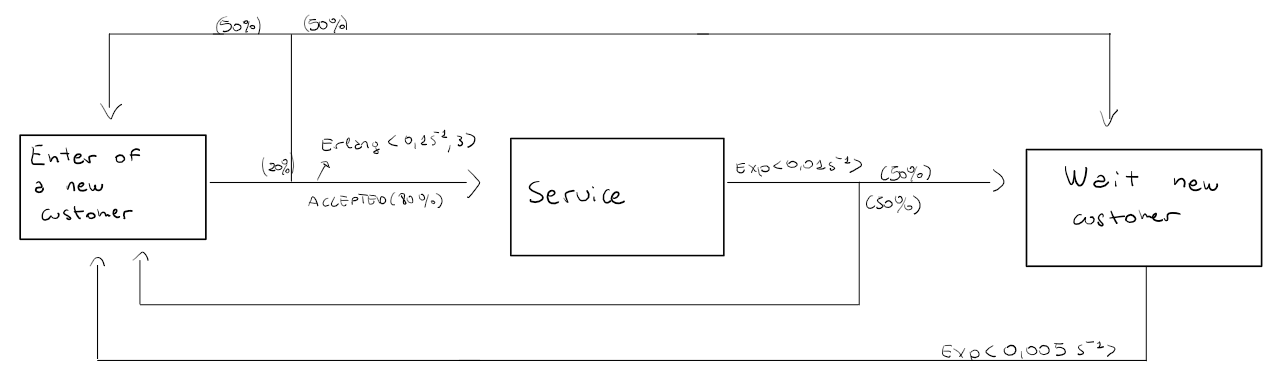 (50%) (50%)
Erlang < 0,1s⁻¹, 3>
(20%)
ACCEPTED (80%)
Enter of
a new
customer
Service
Exp<0,01s⁻¹>
(50%)
(50%)
Wait new
customer
Exp< 0,005 s⁻¹>